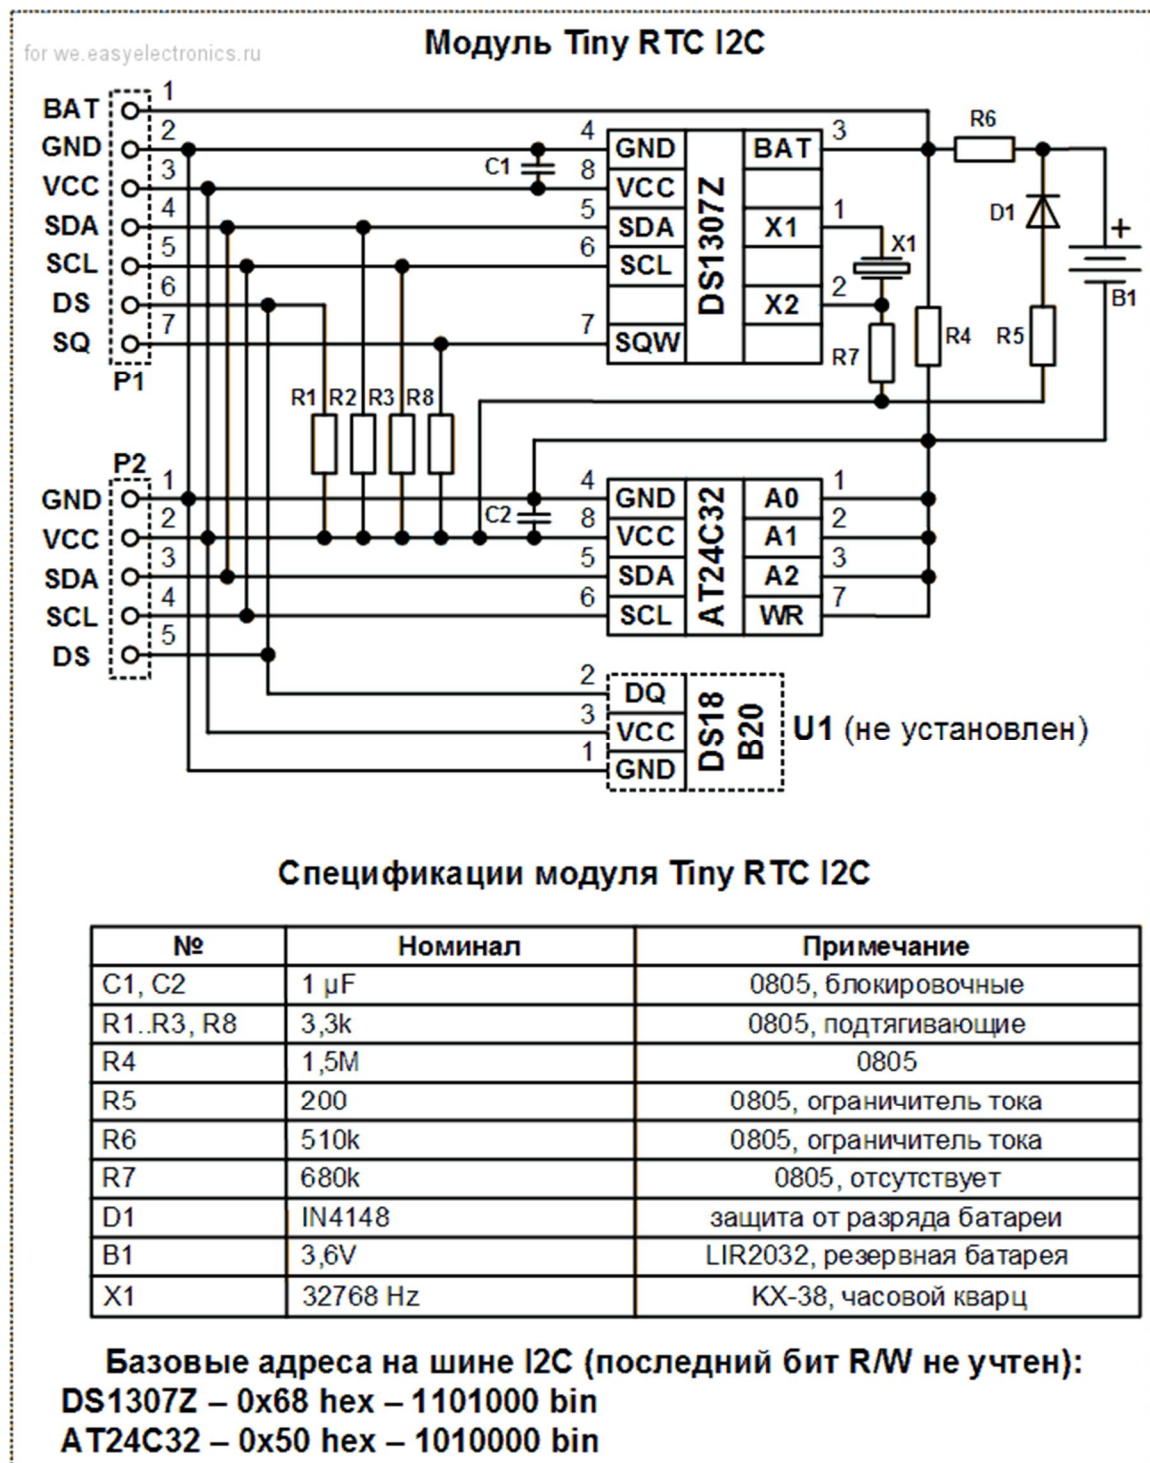 for we.easyelectronics.ru
Модуль Tiny RTC I2C
BAT 1
GND 2
VCC 3
SDA 4
SCL 5
DS 6
SQ 7
P1
C1
4 GND
8 VCC
5 SDA
6 SCL
7 SQW
DS1307Z
BAT 3
X1 1
X2 2
X1
R7
R6
D1
R4
R5
+
B1
R1 R2 R3 R8
P2
GND 1
VCC 2
SDA 3
SCL 4
DS 5
C2
4 GND
8 VCC
5 SDA
6 SCL
AT24C32
A0 1
A1 2
A2 3
WR 7
2 DQ
3 VCC
1 GND
DS18
B20
U1 (не установлен)
Спецификации модуля Tiny RTC I2C
№ Номинал Примечание
C1, C2 1 µF 0805, блокировочные
R1..R3, R8 3,3k 0805, подтягивающие
R4 1,5M 0805
R5 200 0805, ограничитель тока
R6 510k 0805, ограничитель тока
R7 680k 0805, отсутствует
D1 IN4148 защита от разряда батареи
B1 3,6V LIR2032, резервная батарея
X1 32768 Hz KX-38, часовой кварц
Базовые адреса на шине I2C (последний бит R/W не учтен):
DS1307Z – 0x68 hex – 1101000 bin
AT24C32 – 0x50 hex – 1010000 bin